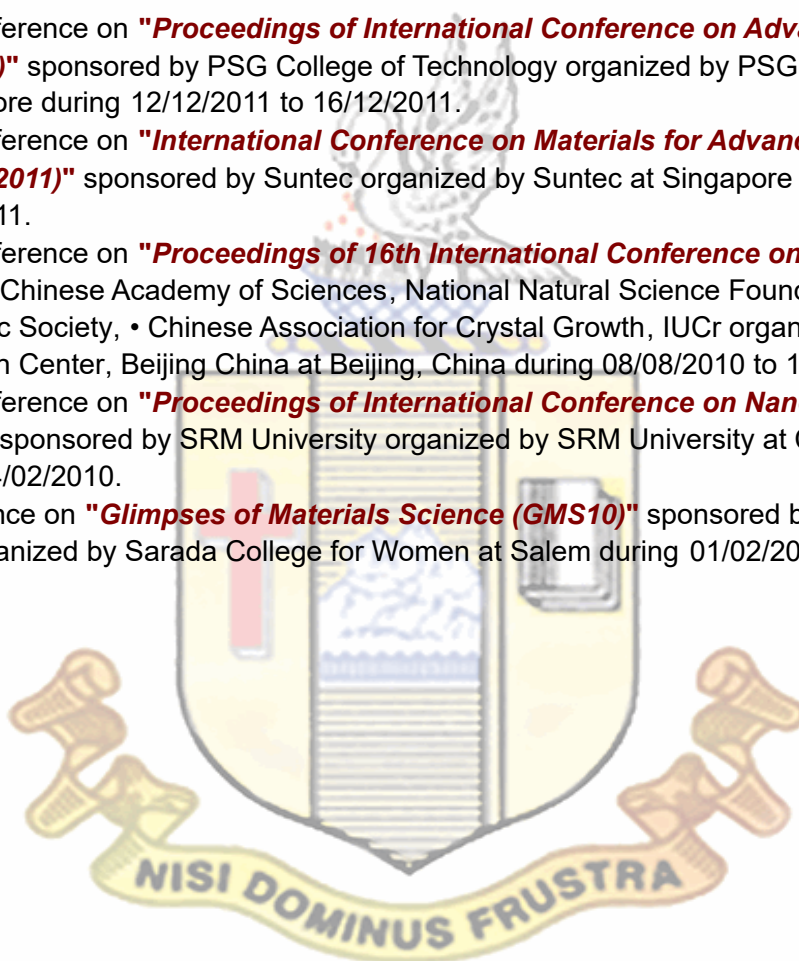 ference on "Proceedings of International Conference on Adva
)" sponsored by PSG College of Technology organized by PSG
ore during 12/12/2011 to 16/12/2011.
ference on "International Conference on Materials for Advanc
2011)" sponsored by Suntec organized by Suntec at Singapore
11.
ference on "Proceedings of 16th International Conference on
Chinese Academy of Sciences, National Natural Science Found
ic Society, • Chinese Association for Crystal Growth, IUCr organ
n Center, Beijing China at Beijing, China during 08/08/2010 to 1
ference on "Proceedings of International Conference on Nan
sponsored by SRM University organized by SRM University at C
/02/2010.
nce on "Glimpses of Materials Science (GMS10)" sponsored b
anized by Sarada College for Women at Salem during 01/02/20
NISI DOMINUS FRUSTRA